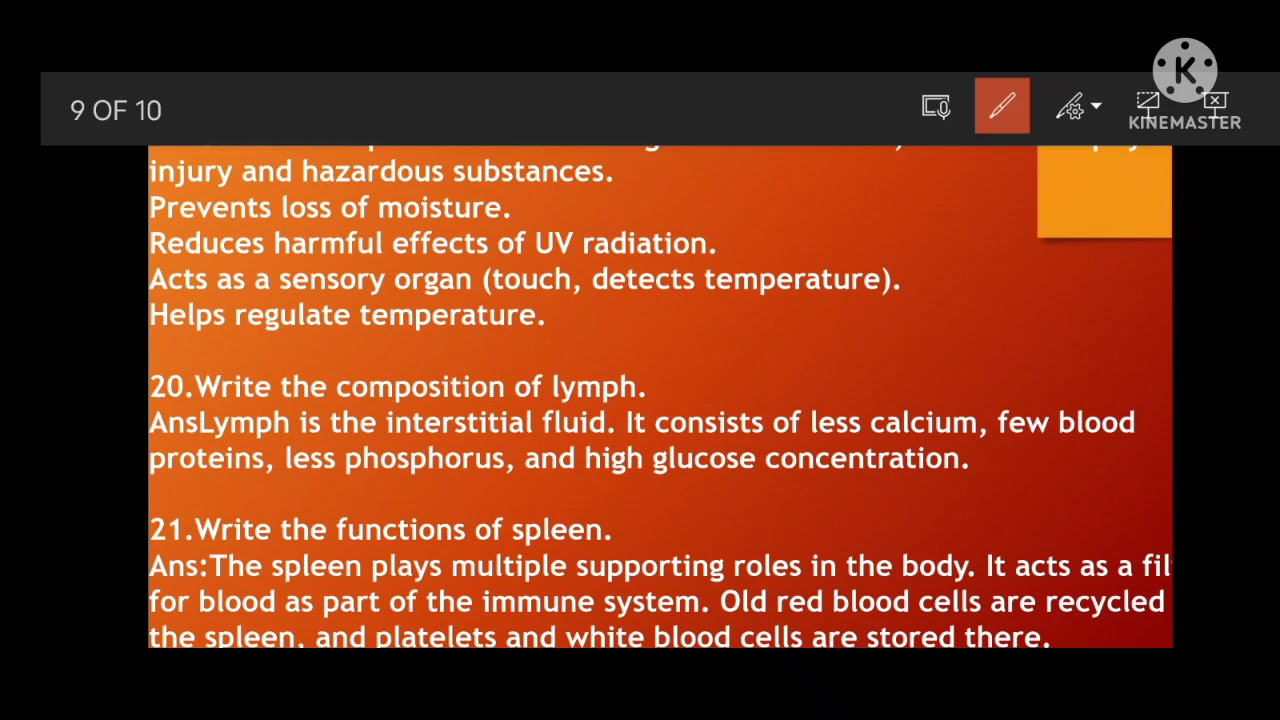 9 OF 10
K
KINEMASTER
injury and hazardous substances.
Prevents loss of moisture.
Reduces harmful effects of UV radiation.
Acts as a sensory organ (touch, detects temperature).
Helps regulate temperature.
20.Write the composition of lymph.
AnsLymph is the interstitial fluid. It consists of less calcium, few blood
proteins, less phosphorus, and high glucose concentration.
21.Write the functions of spleen.
Ans:The spleen plays multiple supporting roles in the body. It acts as a fil
for blood as part of the immune system. Old red blood cells are recycled
the spleen, and platelets and white blood cells are stored there.